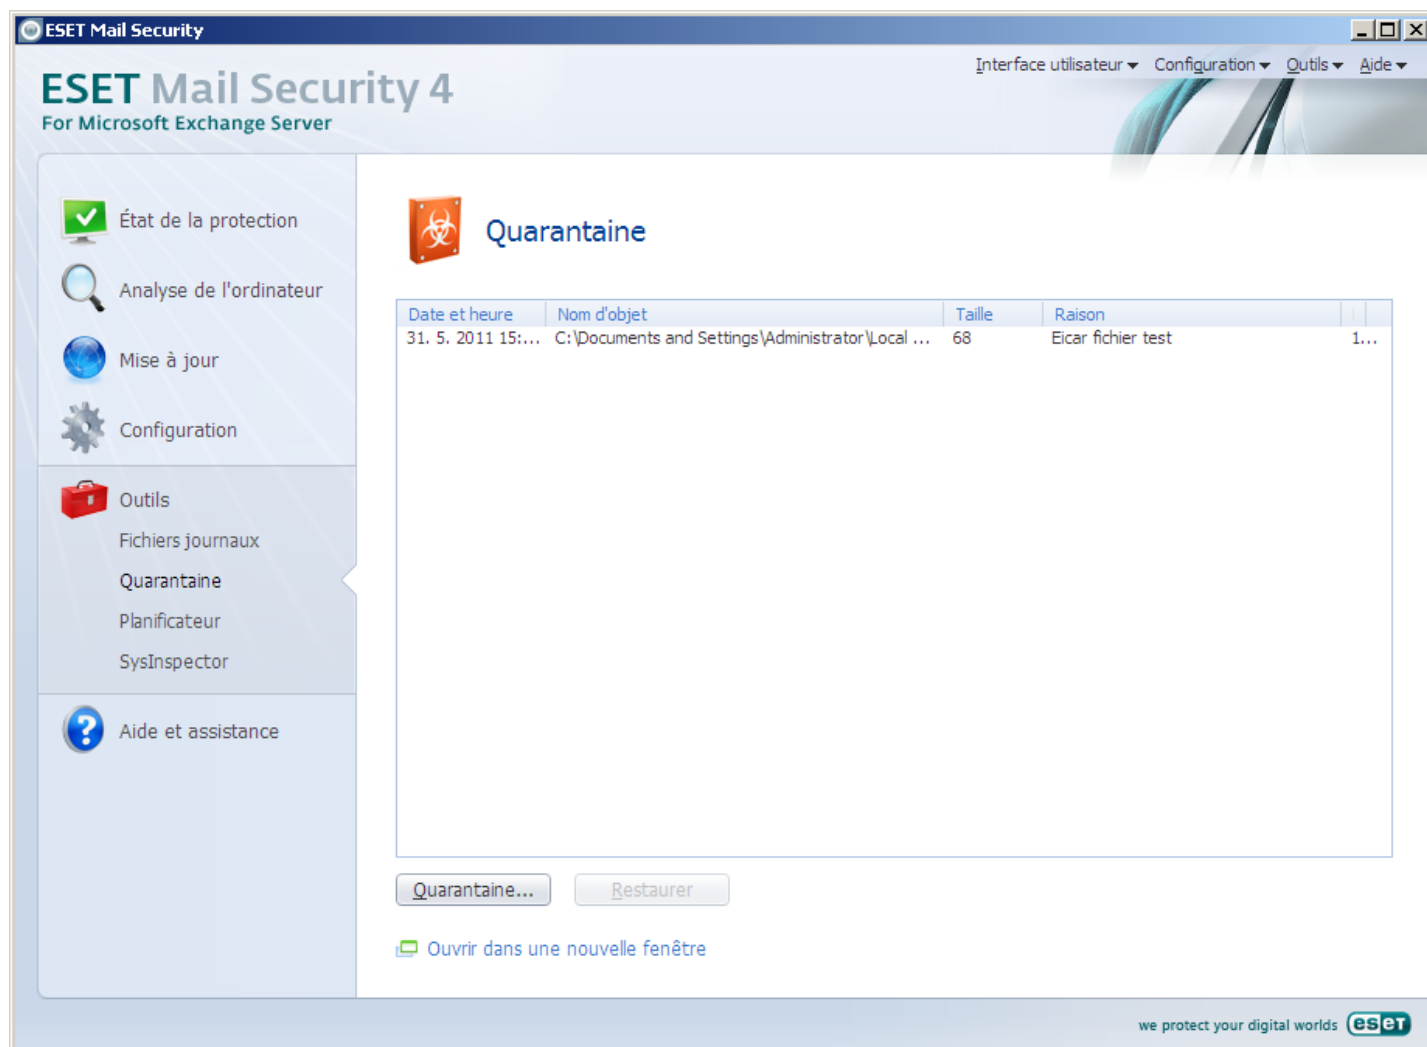 ESET Mail Security
Interface utilisateur Configuration Outils Aide
ESET Mail Security 4
For Microsoft Exchange Server
État de la protection
Analyse de l'ordinateur
Mise à jour
Configuration
Outils
Fichiers journaux
Quarantaine
Planificateur
SysInspector
Aide et assistance
Quarantaine
Date et heure Nom d'objet Taille Raison
31. 5. 2011 15:... C:\Documents and Settings\Administrator\Local ... 68 Eicar fichier test 1...
Quarantaine... Restaurer
Ouvrir dans une nouvelle fenêtre
we protect your digital worlds eset